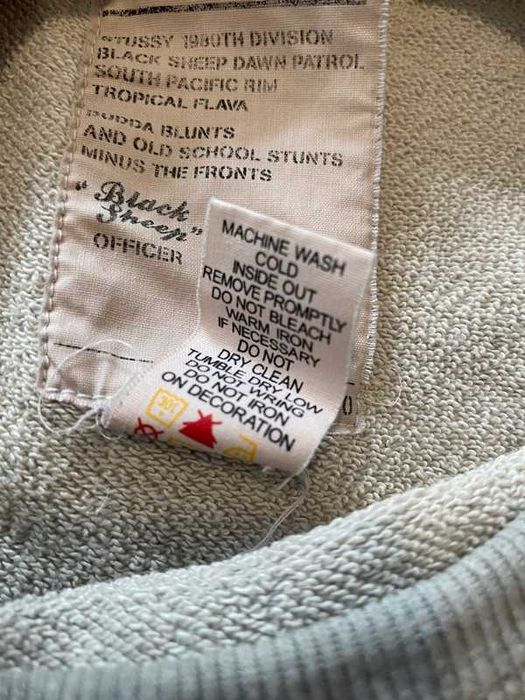 STUSSY 1980TH DIVISION
BLACK SHEEP DAWN PATROL
SOUTH PACIFIC RIM
TROPICAL FLAVA
BUDDA BLUNTS
AND OLD SCHOOL STUNTS
MINUS THE FRONTS
"Black
Sheep"
OFFICER
MACHINE WASH
COLD
INSIDE OUT
REMOVE PROMPTLY
DO NOT BLEACH
WARM IRON
IF NECESSARY
DO NOT
DRY CLEAN
TUMBLE DRY LOW
DO NOT WRING
DO NOT IRON
ON DECORATION